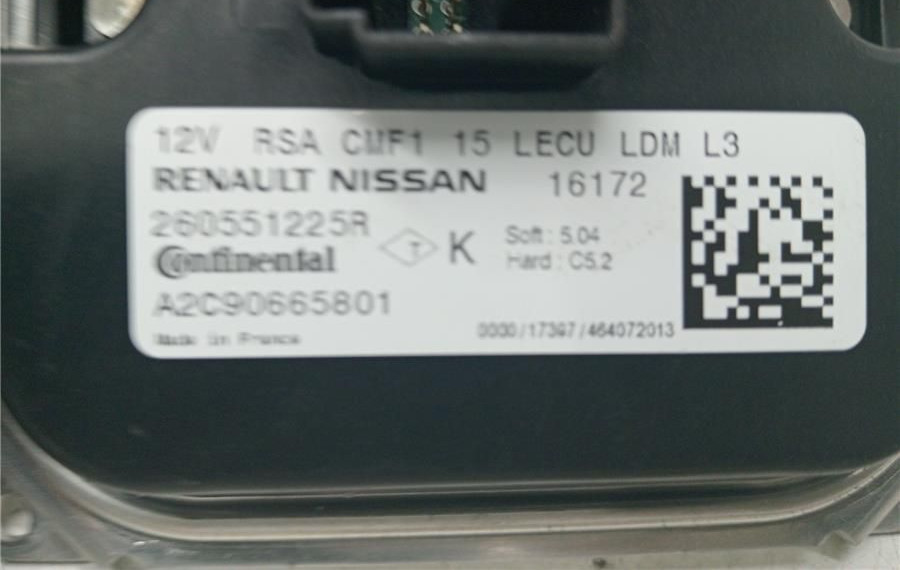 12V RSA CMF1 15 LECU LDM L3
RENAULT NISSAN 16172
260551225R
Continental T K Soft : 5.04
Hard : C5.2
A2C90665801
Made in France 0000/17397/464072013